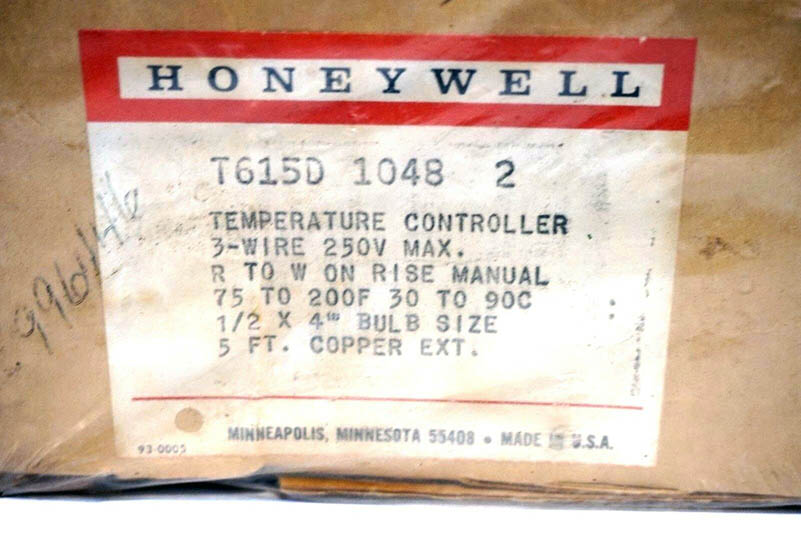 HONEYWELL
T615D 1048 2
TEMPERATURE CONTROLLER
3-WIRE 250V MAX.
R TO W ON RISE MANUAL
75 TO 200F 30 TO 90C
1/2 X 4" BULB SIZE
5 FT. COPPER EXT.
MINNEAPOLIS, MINNESOTA 55408 • MADE IN U.S.A.
93-0005